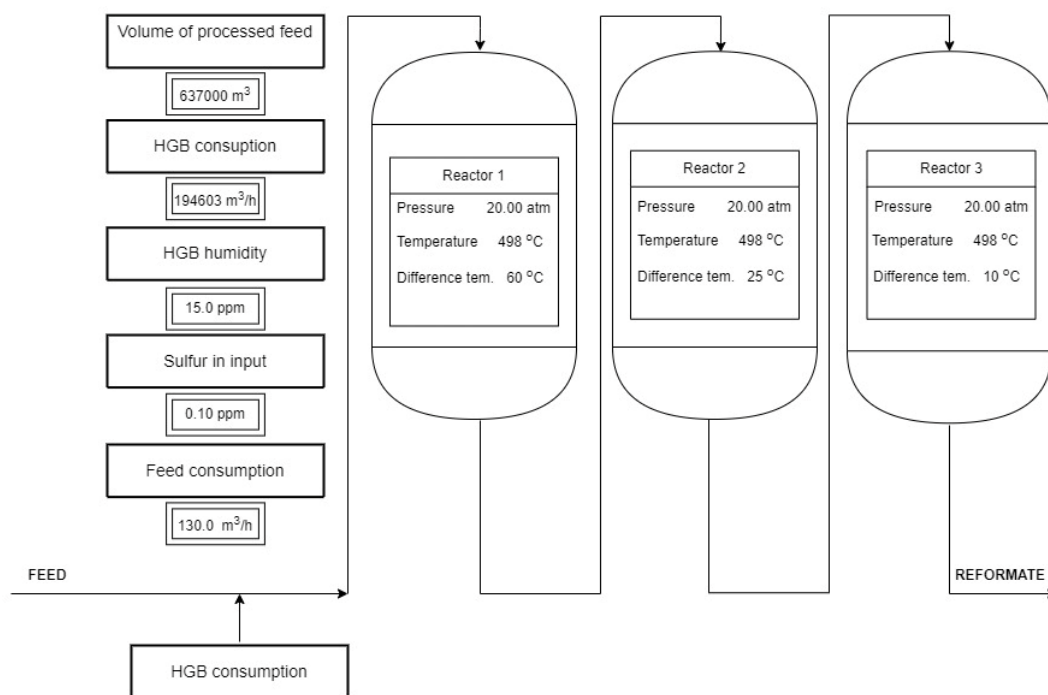 Volume of processed feed
637000 m³
HGB consuption
194603 m³/h
HGB humidity
15.0 ppm
Sulfur in input
0.10 ppm
Feed consumption
130.0 m³/h
FEED
HGB consumption
Reactor 1
Pressure 20.00 atm
Temperature 498 °C
Difference tem. 60 °C
Reactor 2
Pressure 20.00 atm
Temperature 498 °C
Difference tem. 25 °C
Reactor 3
Pressure 20.00 atm
Temperature 498 °C
Difference tem. 10 °C
REFORMATE